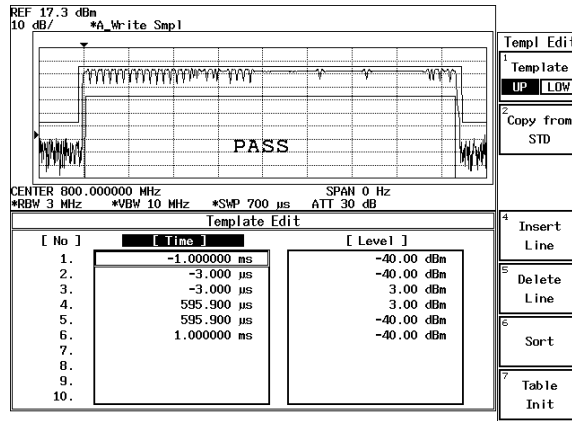 REF 17.3 dBm
10 dB/ *A_Write Smpl
PASS
CENTER 800.000000 MHz SPAN 0 Hz
*RBW 3 MHz *VBW 10 MHz *SWP 700 µs ATT 30 dB
Template Edit
[ No ] [ Time ] [ Level ]
1. -1.000000 ms -40.00 dBm
2. -3.000 µs -40.00 dBm
3. -3.000 µs 3.00 dBm
4. 595.900 µs 3.00 dBm
5. 595.900 µs -40.00 dBm
6. 1.000000 ms -40.00 dBm
7.
8.
9.
10.
Templ Edit
1 Template
UP LOW
2 Copy from
STD
4 Insert
Line
5 Delete
Line
6 Sort
7 Table
Init